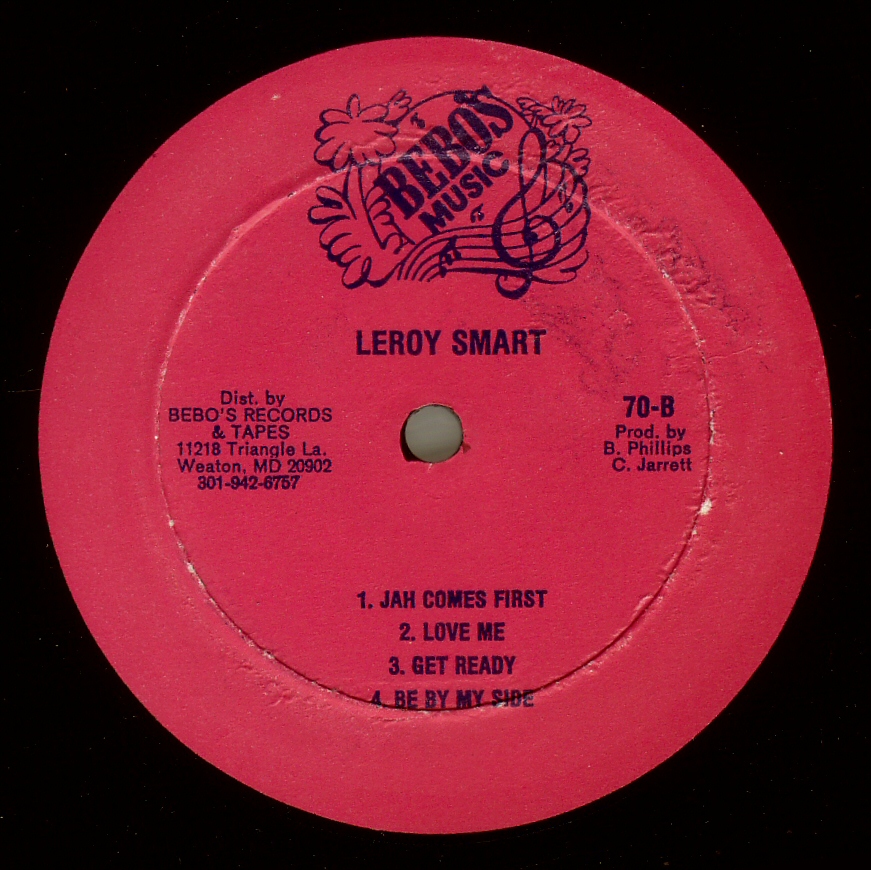 BEBO'S
MUSIC
LEROY SMART
Dist. by
BEBO'S RECORDS
& TAPES
11218 Triangle La.
Weaton, MD 20902
301-942-6757
70-B
Prod. by
B. Phillips
C. Jarrett
1. JAH COMES FIRST
2. LOVE ME
3. GET READY
4. BE BY MY SIDE